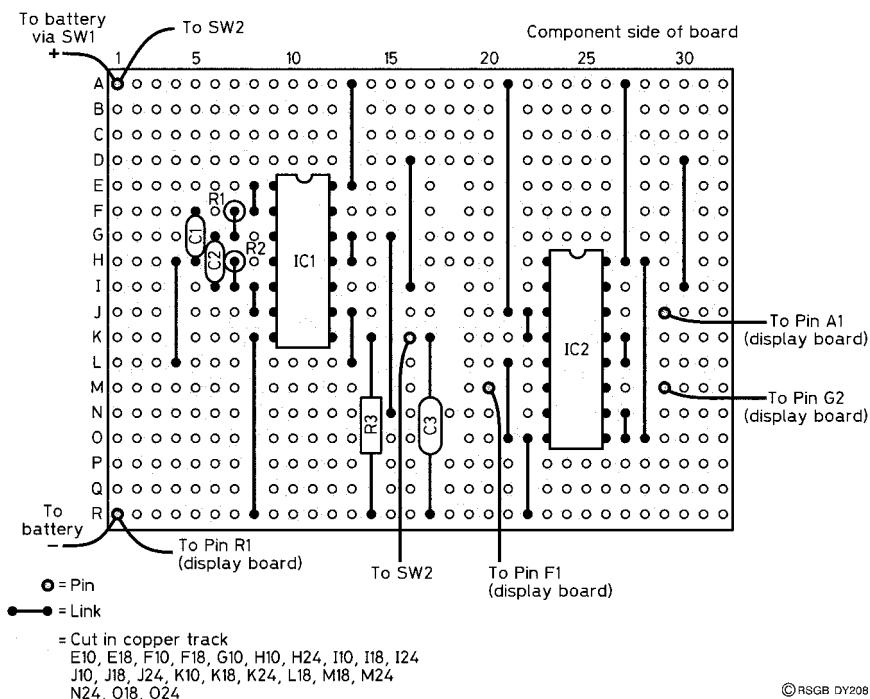 To battery
via SW1
+
To SW2
Component side of board
1 5 10 15 20 25 30
A
B
C
D
E
F
G
H
I
J
K
L
M
N
O
P
Q
R
R1
C1
C2
R2
IC1
R3
C3
IC2
To Pin A1
(display board)
To Pin G2
(display board)
To
battery
−
To Pin R1
(display board)
To SW2
To Pin F1
(display board)
= Pin
= Link
= Cut in copper track
E10, E18, F10, F18, G10, H10, H24, I10, I18, I24
J10, J18, J24, K10, K18, K24, L18, M18, M24
N24, O18, O24
© RSGB DY208